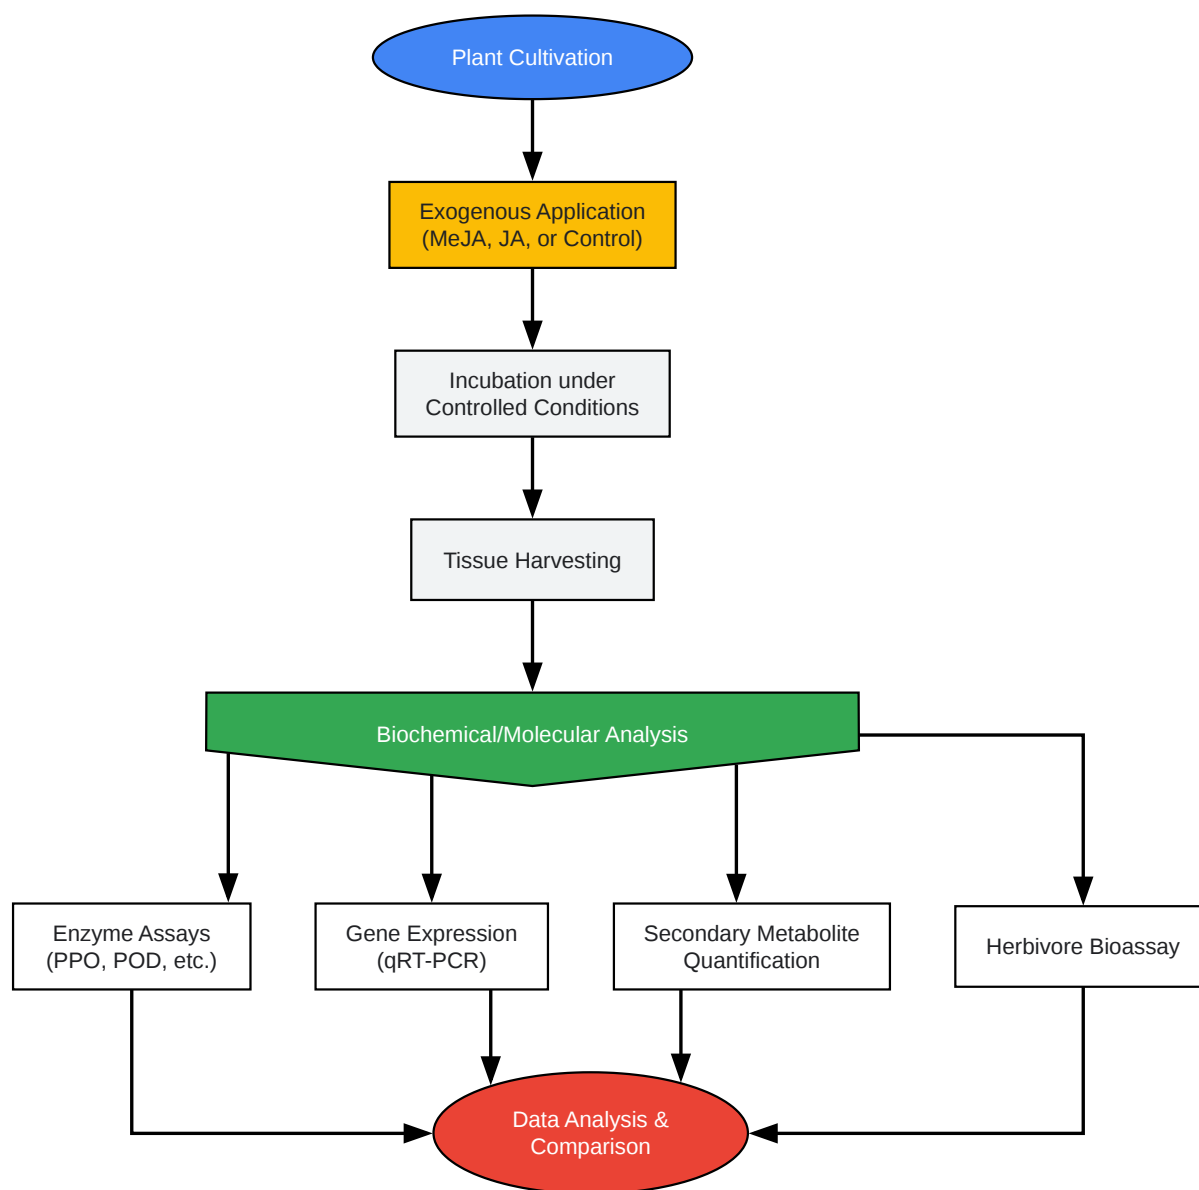 Plant Cultivation
Exogenous Application
(MeJA, JA, or Control)
Incubation under
Controlled Conditions
Tissue Harvesting
Biochemical/Molecular Analysis
Enzyme Assays
(PPO, POD, etc.)
Gene Expression
(qRT-PCR)
Secondary Metabolite
Quantification
Herbivore Bioassay
Data Analysis &
Comparison